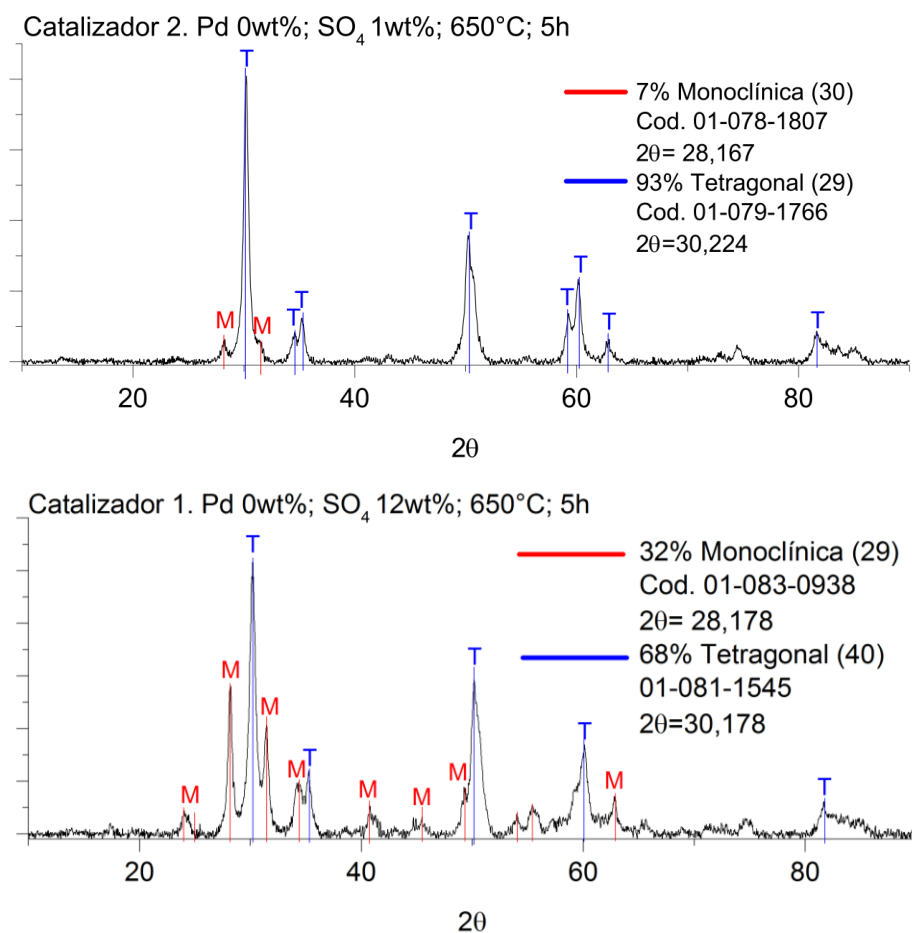 Catalizador 2. Pd 0wt%; SO4 1wt%; 650°C; 5h
T
7% Monoclínica (30)
Cod. 01-078-1807
2θ= 28,167
93% Tetragonal (29)
Cod. 01-079-1766
2θ=30,224
T
T
T
M
M
T
T
T
T
20
40
60
80
2θ
Catalizador 1. Pd 0wt%; SO4 12wt%; 650°C; 5h
T
32% Monoclínica (29)
Cod. 01-083-0938
2θ= 28,178
68% Tetragonal (40)
01-081-1545
2θ=30,178
M
T
M
T
M
T
M
M
M
M
M
T
20
40
60
80
2θ